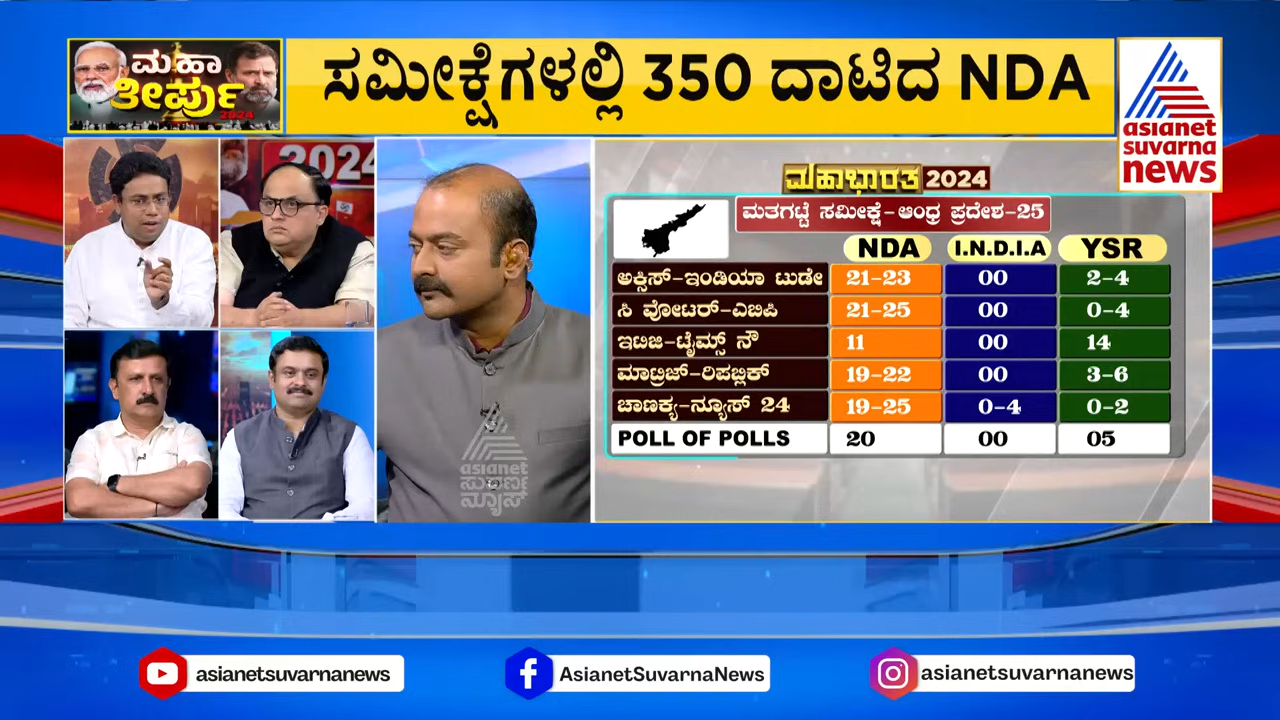 ಮಹಾ
ತೀರ್ಪು
2024
ಸಮೀಕ್ಷೆಗಳಲ್ಲಿ 350 ದಾಟಿದ NDA
asianet
suvarna
news
2024
ಮಹಾಭಾರತ 2024
ಮತಗಟ್ಟೆ ಸಮೀಕ್ಷೆ-ಆಂಧ್ರ ಪ್ರದೇಶ-25
NDA I.N.D.I.A YSR
ಅಕ್ಸಿಸ್-ಇಂಡಿಯಾ ಟುಡೇ 21-23 00 2-4
ಸಿ ವೋಟರ್-ಎಬಿಪಿ 21-25 00 0-4
ಇಟಿಜಿ-ಟೈಮ್ಸ್ ನೌ 11 00 14
ಮಾಟ್ರಿಜ್-ರಿಪಬ್ಲಿಕ್ 19-22 00 3-6
ಚಾಣಕ್ಯ-ನ್ಯೂಸ್ 24 19-25 0-4 0-2
POLL OF POLLS 20 00 05
asianet
ಸುವರ್ಣ
ನ್ಯೂಸ್
asianetsuvarnanews
AsianetSuvarnaNews
asianetsuvarnanews